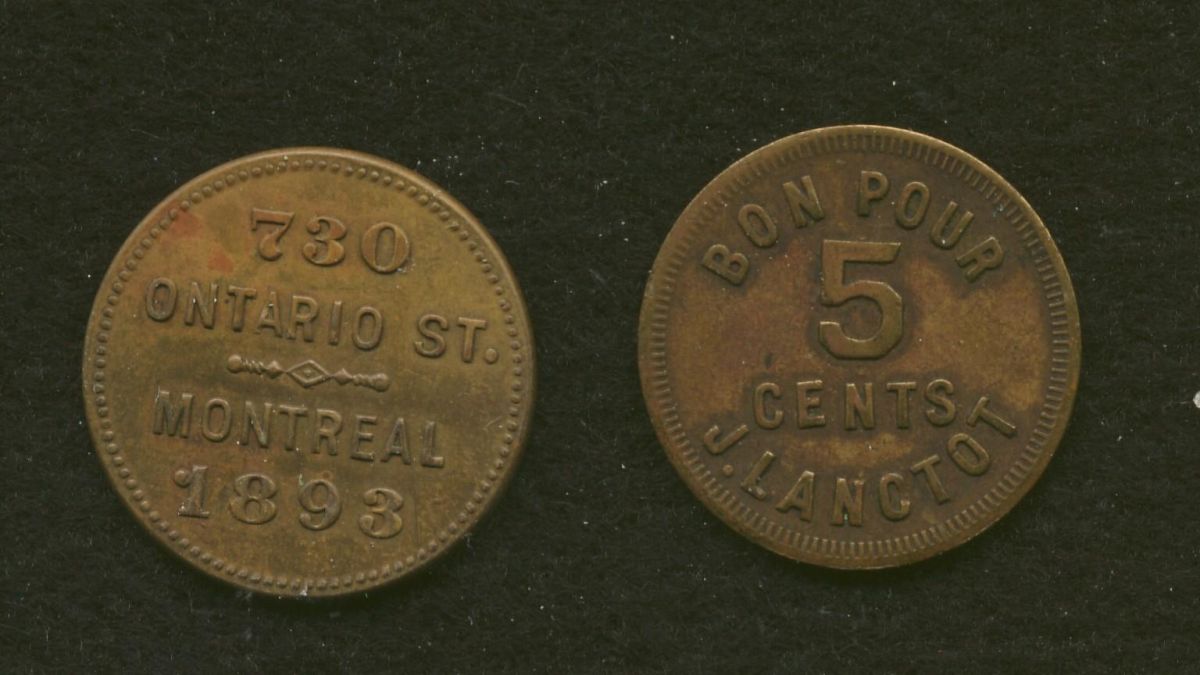 730
ONTARIO ST.
MONTREAL
1893
BON POUR
5
CENTS
J. LANCTOT